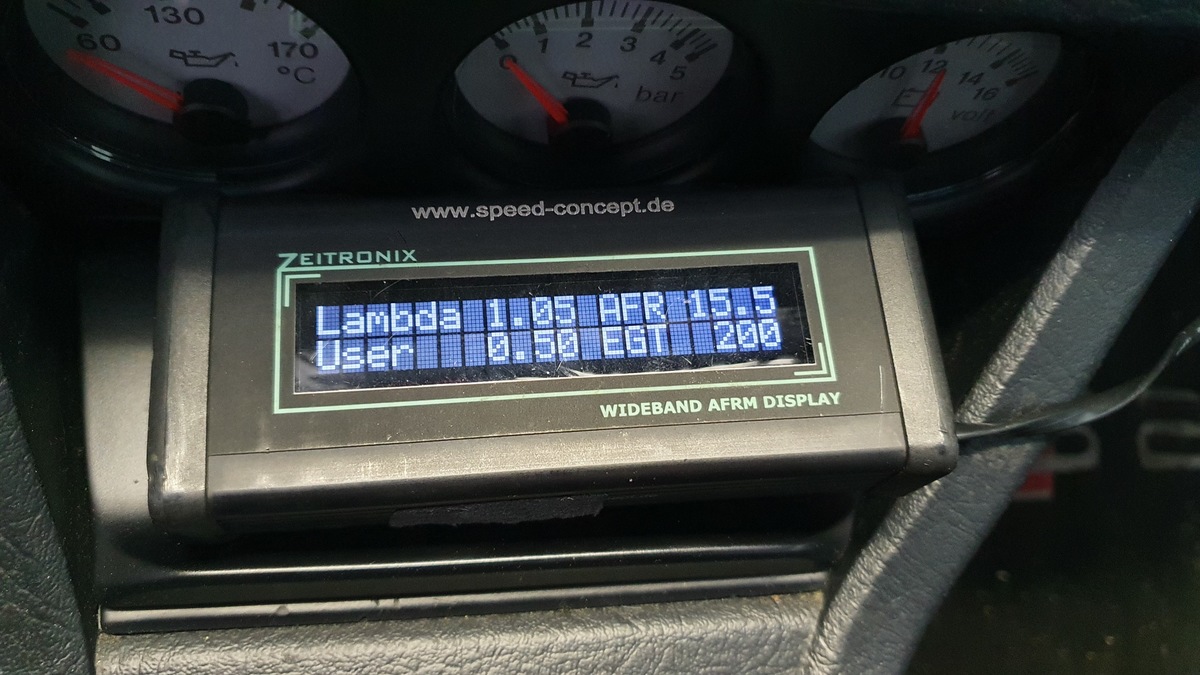 60
130
170
°C
0
1
2
3
4
5
bar
10
12
14
16
volt
www.speed-concept.de
ZEITRONIX
Lambda 1.05 AFR 15.5
User 0.50 EGT 200
WIDEBAND AFRM DISPLAY